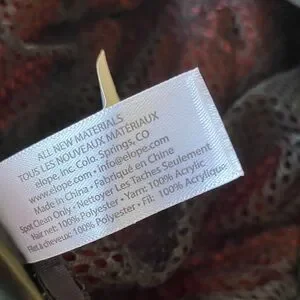 ALL NEW MATERIALS
TOUS LES NOUVEAUX MATÉRIAUX
elope, inc. Colo. Springs, CO
www.elope.com • info@elope.com
Made in China • Fabriqué en Chine
Spot Clean Only • Nettoyer Les Taches Seulement
Hair net: 100% Polyester • Yarn: 100% Acrylic
Filet à cheveux: 100% Polyester • Fil: 100% Acrylique